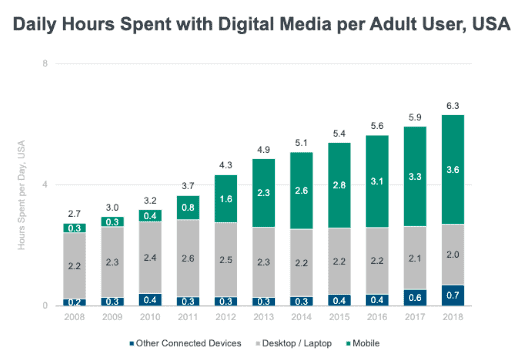 Daily Hours Spent with Digital Media per Adult User, USA
Hours Spent per Day, USA
8
4
0
2.7 3.0 3.2 3.7 4.3 4.9 5.1 5.4 5.6 5.9 6.3
0.3 0.3 0.4 0.8 1.6 2.3 2.6 2.8 3.1 3.3 3.6
2.2 2.3 2.4 2.6 2.5 2.3 2.2 2.2 2.2 2.1 2.0
0.2 0.3 0.4 0.3 0.3 0.3 0.3 0.4 0.4 0.6 0.7
2008 2009 2010 2011 2012 2013 2014 2015 2016 2017 2018
Other Connected Devices Desktop / Laptop Mobile